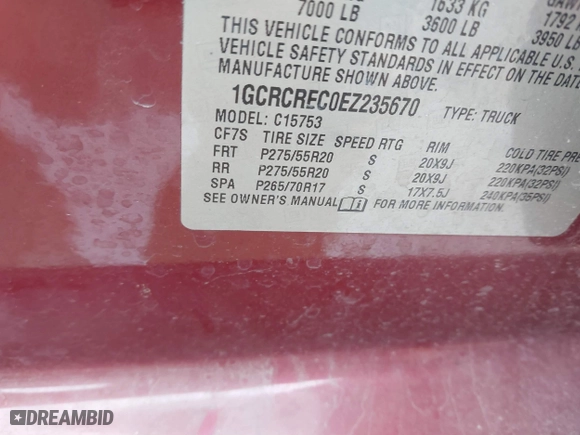 7000 LB 1633 KG 3600 LB 1792 3950 LB
THIS VEHICLE CONFORMS TO ALL APPLICABLE U.S.
VEHICLE SAFETY STANDARDS IN EFFECT ON THE
MANUFACTURE SHOWN ABOVE.
1GCRCREC0EZ235670 TYPE: TRUCK
MODEL: C15753
CF7S TIRE SIZE SPEED RTG RIM COLD TIRE
FRT P275/55R20 S 20X9J 220KPA(32PSI)
RR P275/55R20 S 20X9J 220KPA(32PSI)
SPA P265/70R17 S 17X7.5J 240KPA(35PSI)
SEE OWNER'S MANUAL FOR MORE INFORMATION.
DREAMBID